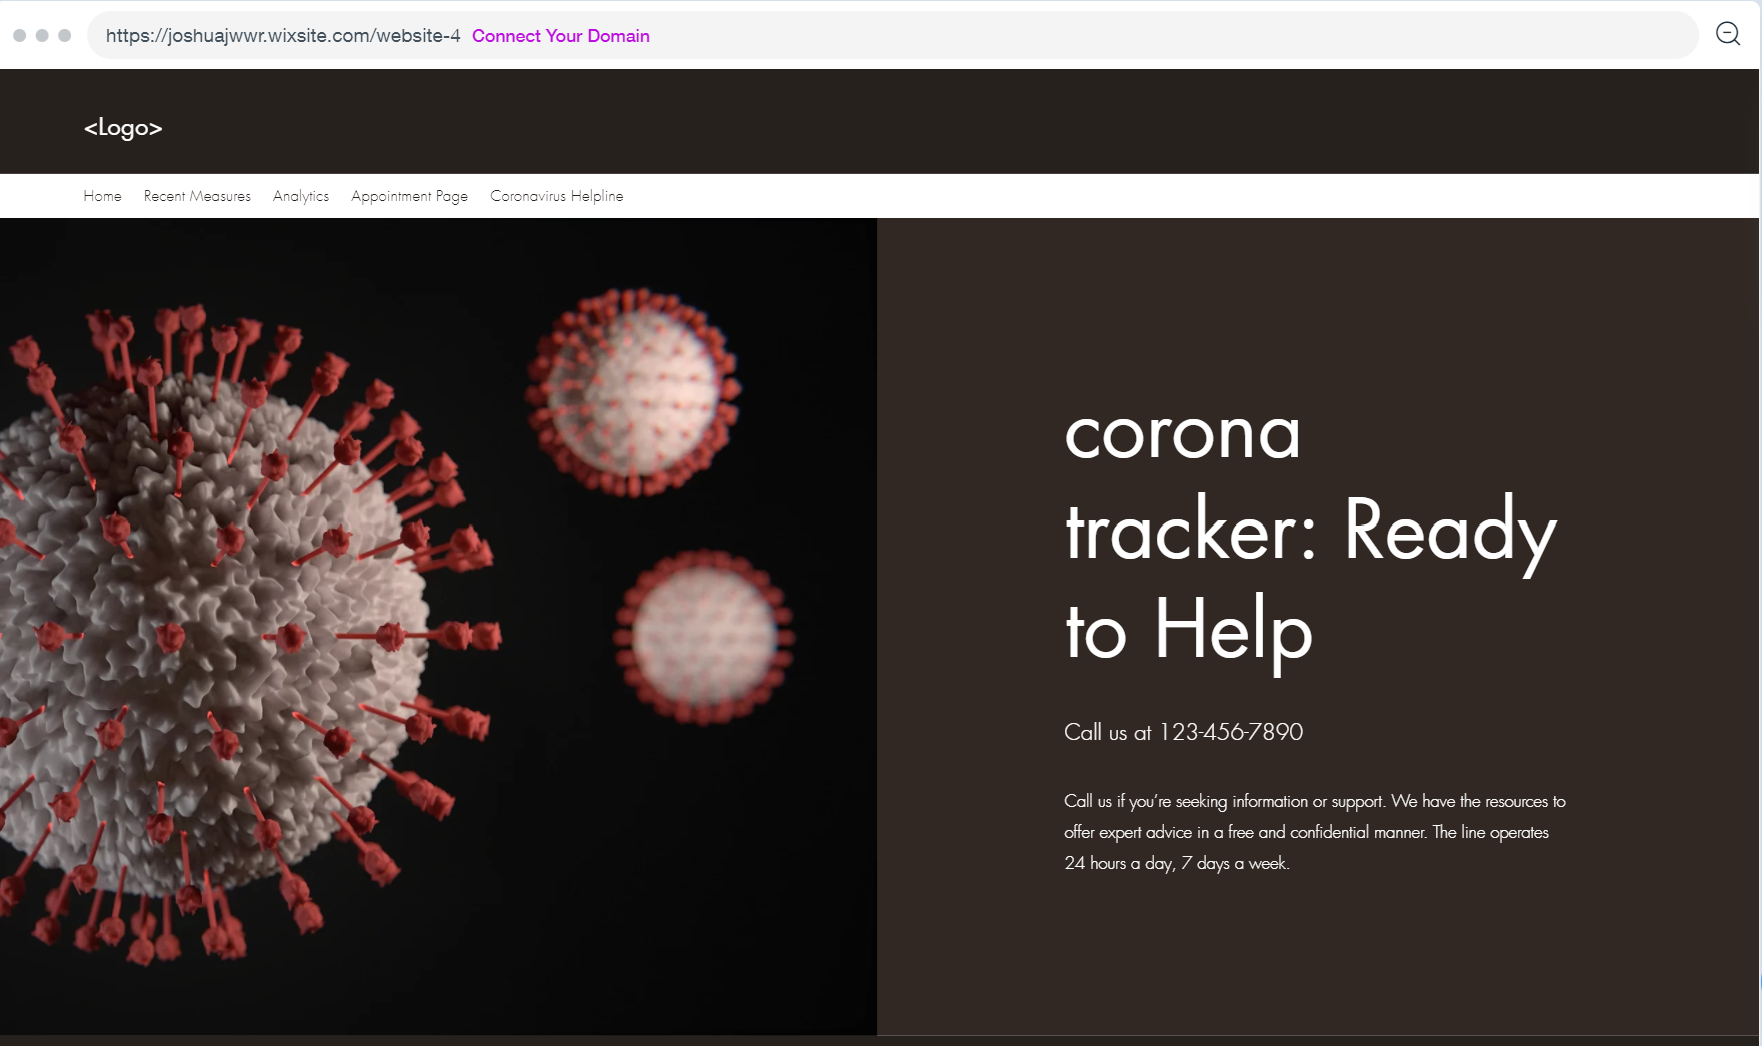 https://joshuajwwr.wixsite.com/website-4 Connect Your Domain
<Logo>
Home Recent Measures Analytics Appointment Page Coronavirus Helpline
corona
tracker: Ready
to Help
Call us at 123-456-7890
Call us if you're seeking information or support. We have the resources to
offer expert advice in a free and confidential manner. The line operates
24 hours a day, 7 days a week.